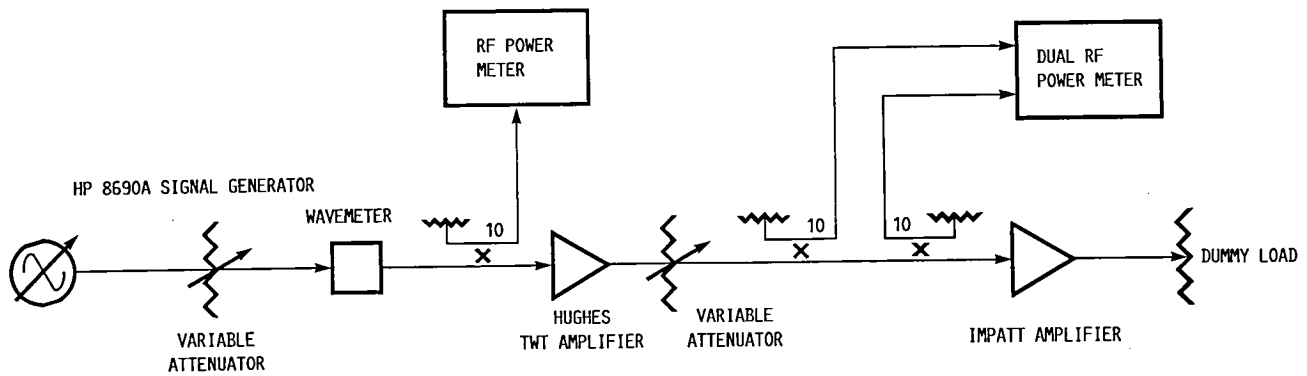 RF POWER
METER
DUAL RF
POWER METER
HP 8690A SIGNAL GENERATOR
WAVEMETER
10
10
10
DUMMY LOAD
VARIABLE
ATTENUATOR
HUGHES
TWT AMPLIFIER
VARIABLE
ATTENUATOR
IMPATT AMPLIFIER